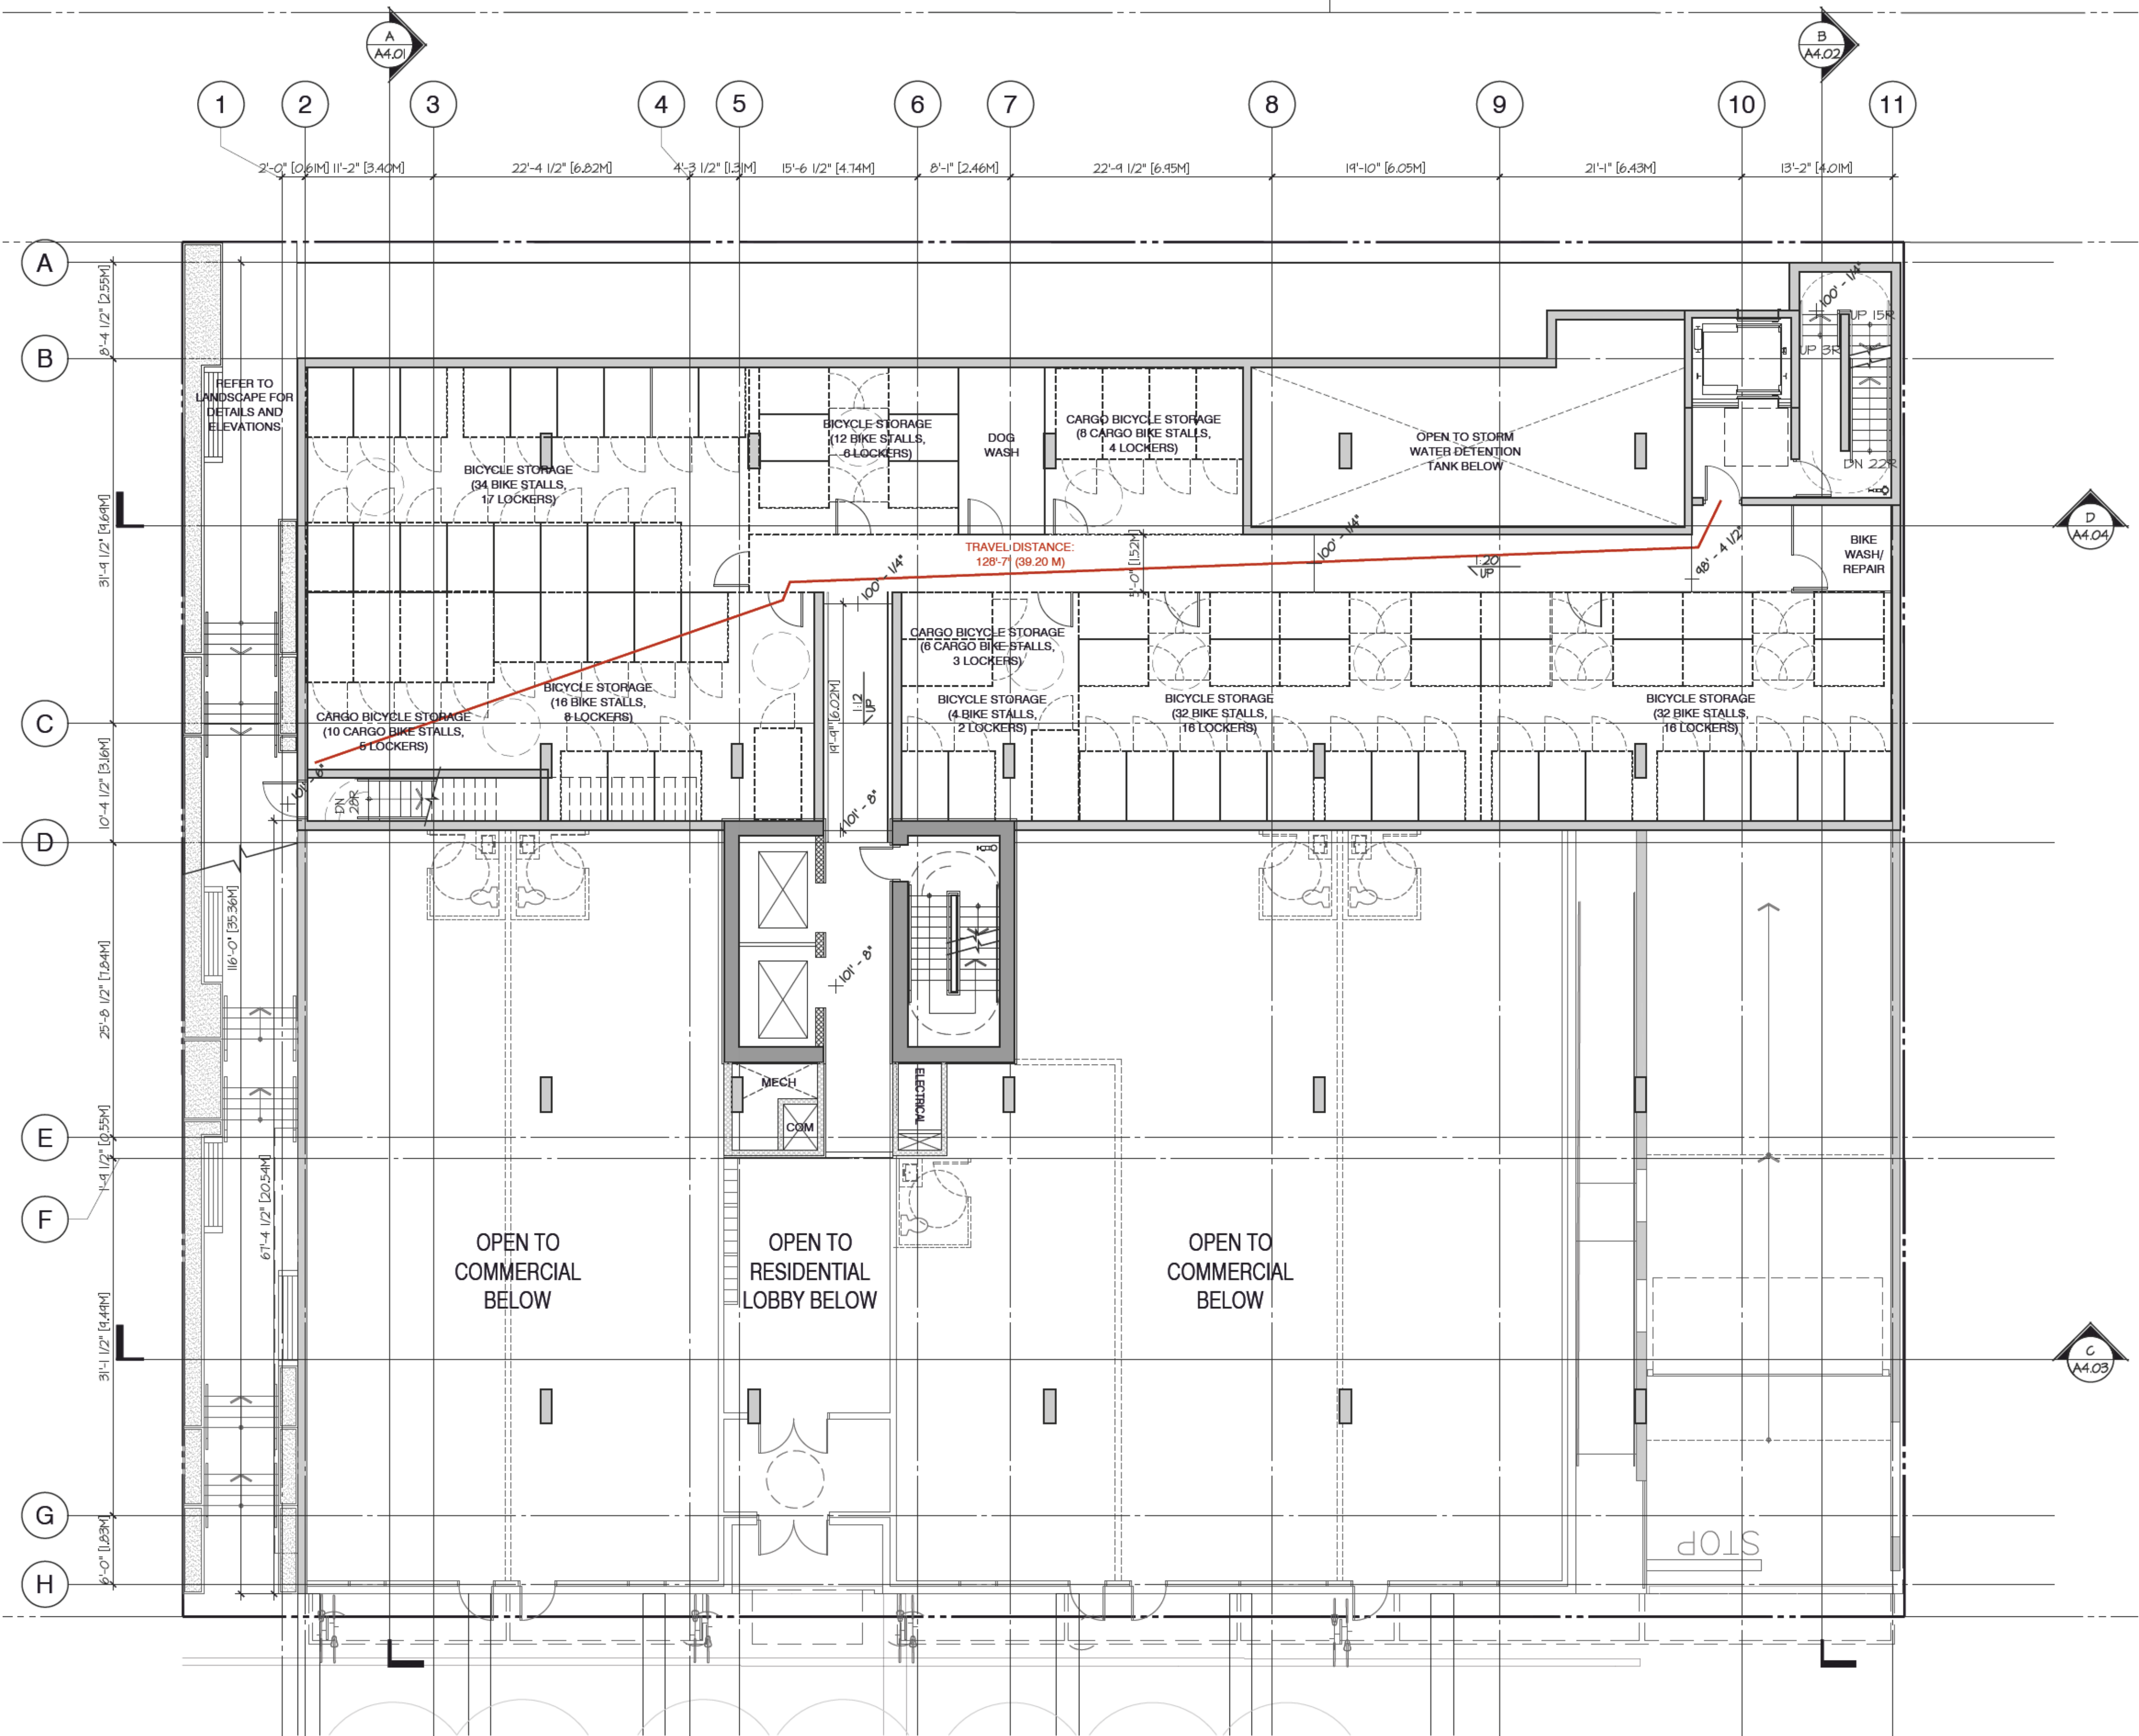 A
A4.01
B
A4.02
1
2
3
4
5
6
7
8
9
10
11
2'-0" [0.61M]
11'-2" [3.40M]
22'-4 1/2" [6.82M]
4'-3 1/2" [1.31M]
15'-6 1/2" [4.74M]
8'-1" [2.46M]
22'-9 1/2" [6.95M]
19'-10" [6.05M]
21'-1" [6.43M]
13'-2" [4.01M]
A
8'-4 1/2" [2.55M]
B
31'-9 1/2" [9.69M]
C
10'-4 1/2" [3.16M]
D
25'-8 1/2" [7.84M]
E
1'-9 1/2" [0.55M]
F
31'-1 1/2" [9.49M]
G
6'-0" [1.83M]
H
116'-0" [35.36M]
67'-4 1/2" [20.54M]
REFER TO
LANDSCAPE FOR
DETAILS AND
ELEVATIONS
BICYCLE STORAGE
(34 BIKE STALLS,
17 LOCKERS)
BICYCLE STORAGE
(12 BIKE STALLS,
6 LOCKERS)
DOG
WASH
CARGO BICYCLE STORAGE
(8 CARGO BIKE STALLS,
4 LOCKERS)
OPEN TO STORM
WATER DETENTION
TANK BELOW
100' - 1/4"
UP 15R
UP 3R
DN 22R
D
A4.04
BIKE
WASH/
REPAIR
TRAVEL DISTANCE:
128'-7" (39.20 M)
5'-0" [1.52M]
100' - 1/4"
1:20
UP
98' - 4 1/2"
100' - 1/4"
CARGO BICYCLE STORAGE
(6 CARGO BIKE STALLS,
3 LOCKERS)
BICYCLE STORAGE
(16 BIKE STALLS,
8 LOCKERS)
CARGO BICYCLE STORAGE
(10 CARGO BIKE STALLS,
5 LOCKERS)
19'-9" [6.02M]
1:12
UP
BICYCLE STORAGE
(4 BIKE STALLS,
2 LOCKERS)
BICYCLE STORAGE
(32 BIKE STALLS,
16 LOCKERS)
BICYCLE STORAGE
(32 BIKE STALLS,
16 LOCKERS)
DN
28R
101' - 8"
101' - 8"
MECH
COM
ELECTRICAL
OPEN TO
COMMERCIAL
BELOW
OPEN TO
RESIDENTIAL
LOBBY BELOW
OPEN TO
COMMERCIAL
BELOW
C
A4.03
STOP